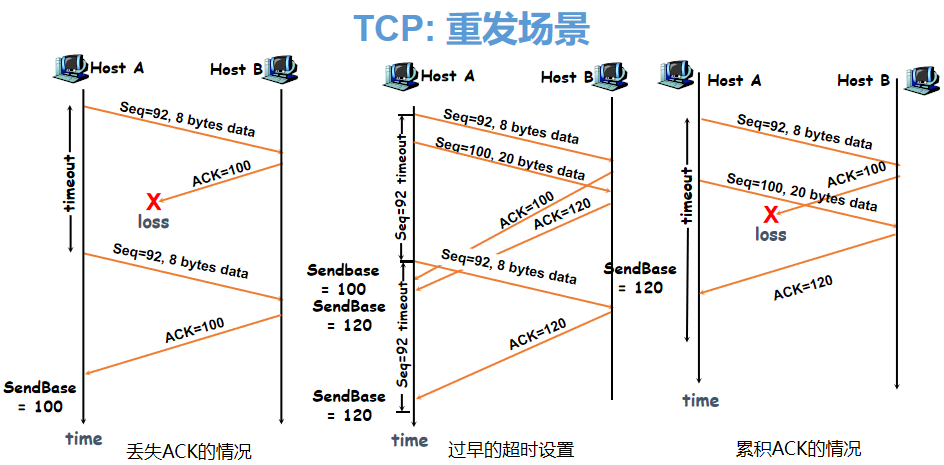 TCP: 重发场景
Host A
Host B
Seq=92, 8 bytes data
ACK=100
X
loss
timeout
Seq=92, 8 bytes data
ACK=100
SendBase
= 100
time
丢失ACK的情况
Host A
Host B
Seq=92, 8 bytes data
Seq=100, 20 bytes data
ACK=100
ACK=120
Seq=92 timeout
Seq=92, 8 bytes data
Sendbase
= 100
SendBase
= 120
Seq=92 timeout
ACK=120
SendBase
= 120
time
过早的超时设置
Host A
Host B
Seq=92, 8 bytes data
ACK=100
Seq=100, 20 bytes data
X
loss
timeout
SendBase
= 120
ACK=120
time
累积ACK的情况